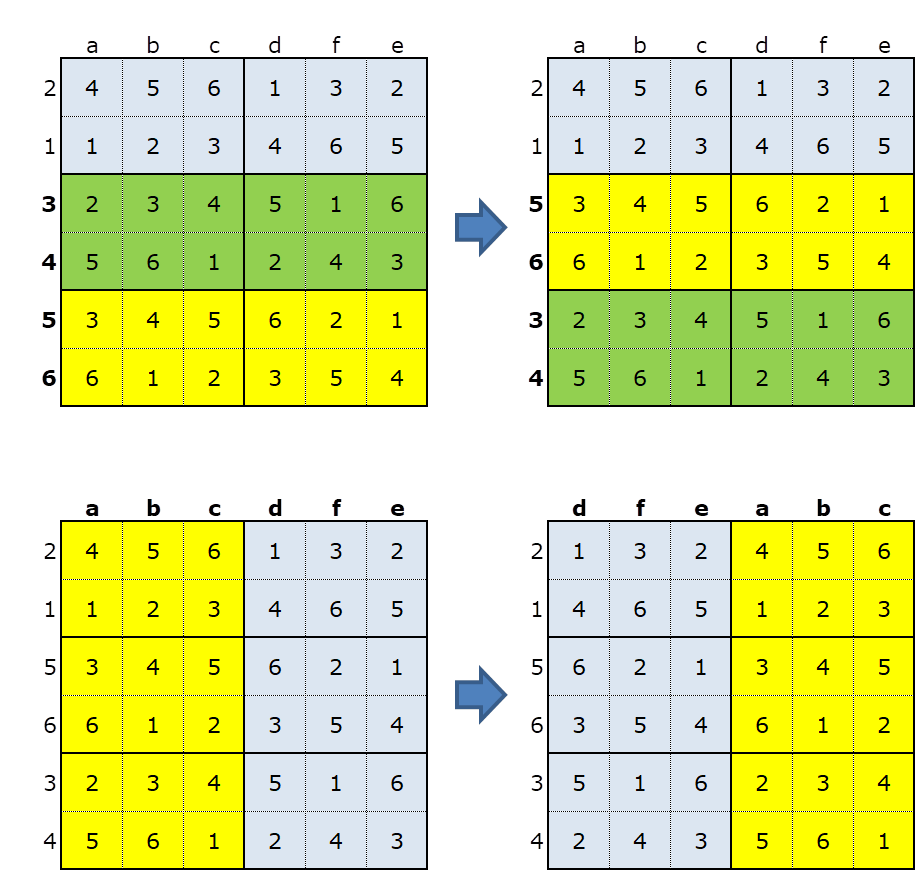 a b c d f e a b c d f e
2 4 5 6 1 3 2 2 4 5 6 1 3 2
1 1 2 3 4 6 5 1 1 2 3 4 6 5
3 2 3 4 5 1 6 5 3 4 5 6 2 1
4 5 6 1 2 4 3 6 6 1 2 3 5 4
5 3 4 5 6 2 1 3 2 3 4 5 1 6
6 6 1 2 3 5 4 4 5 6 1 2 4 3
a b c d f e d f e a b c
2 4 5 6 1 3 2 2 1 3 2 4 5 6
1 1 2 3 4 6 5 1 4 6 5 1 2 3
5 3 4 5 6 2 1 5 6 2 1 3 4 5
6 6 1 2 3 5 4 6 3 5 4 6 1 2
3 2 3 4 5 1 6 3 5 1 6 2 3 4
4 5 6 1 2 4 3 4 2 4 3 5 6 1